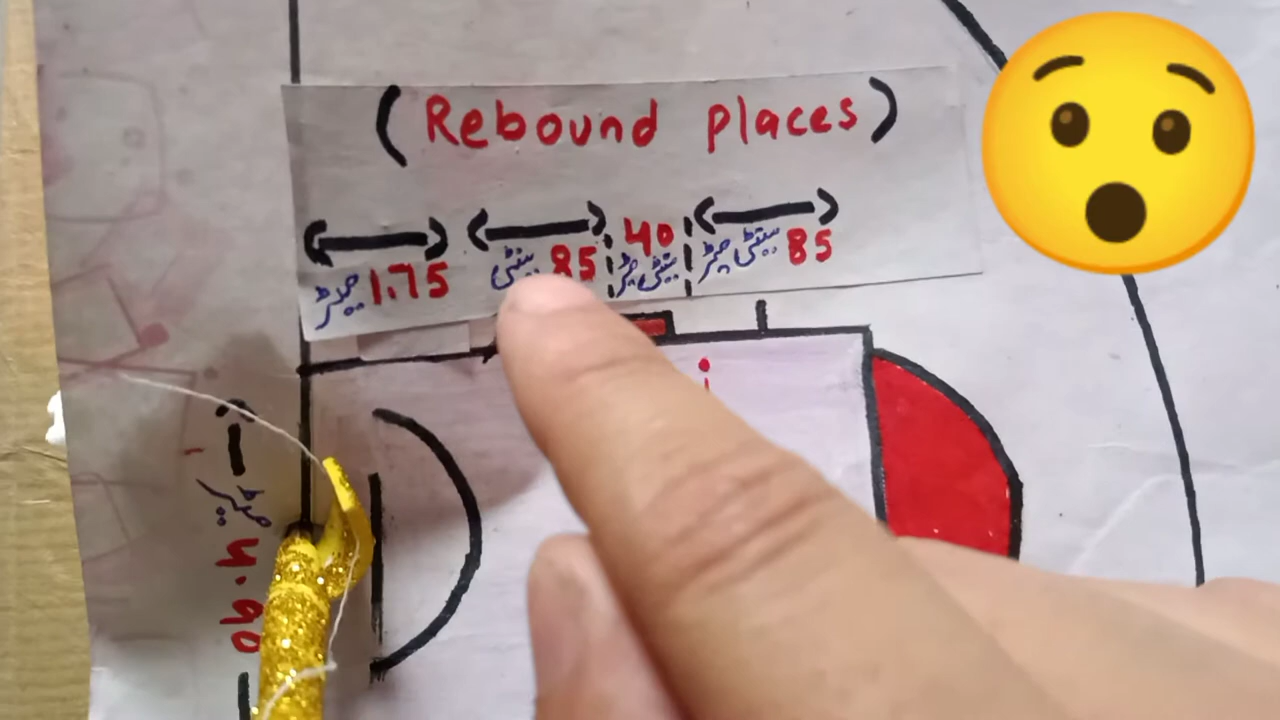 (Rebound places)
میٹر 1.75
سینٹی 85
40 سینٹی میٹر
سینٹی میٹر 85
میٹر 4.90